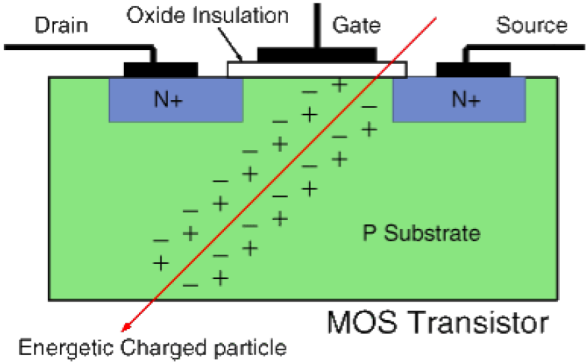 Oxide Insulation
Drain
Gate
Source
N+
N+
P Substrate
MOS Transistor
Energetic Charged particle